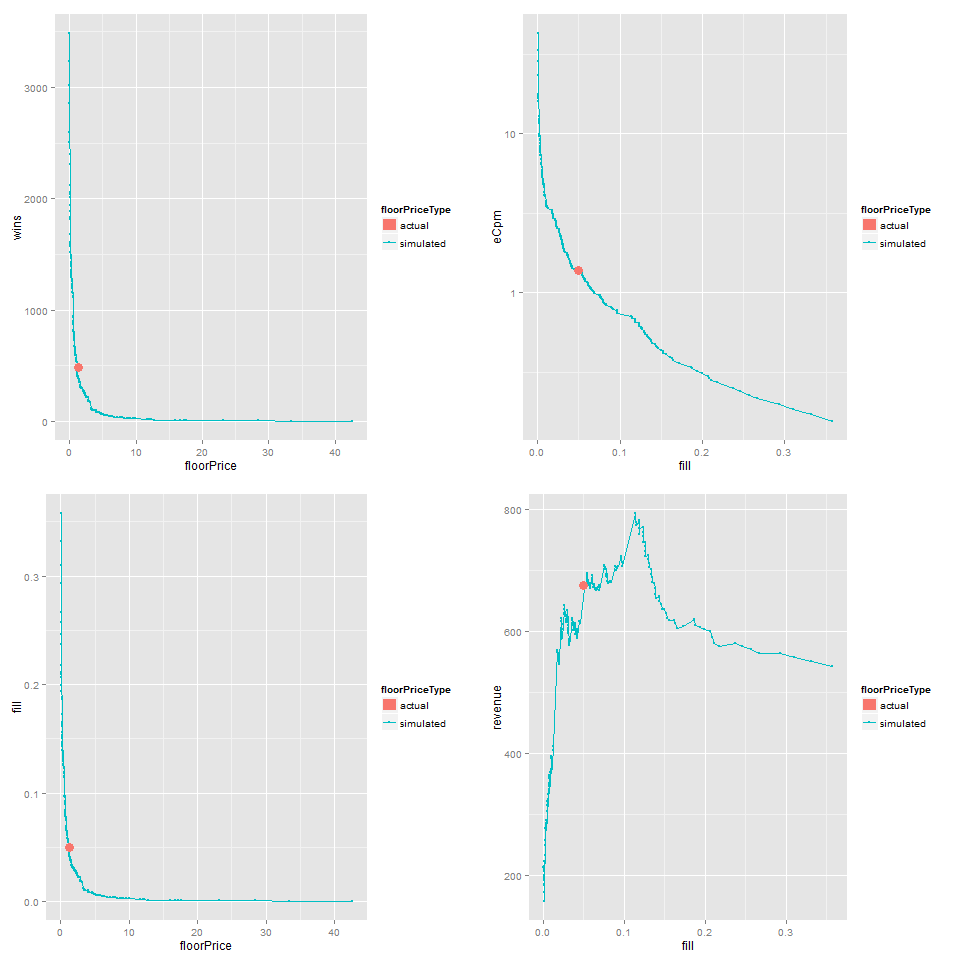 wins
3000
2000
1000
0
0
10
20
30
40
floorPrice
floorPriceType
actual
simulated
eCpm
10
1
0.0
0.1
0.2
0.3
fill
floorPriceType
actual
simulated
fill
0.3
0.2
0.1
0.0
0
10
20
30
40
floorPrice
floorPriceType
actual
simulated
revenue
800
600
400
200
0.0
0.1
0.2
0.3
fill
floorPriceType
actual
simulated